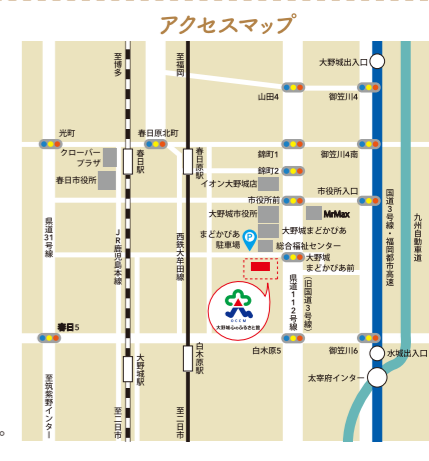 アクセスマップ
至博多
至福岡
大野城出入口
山田4
御笠川4
光町
春日原北町
クローバー
プラザ
春日駅
春日原駅
錦町1
御笠川4南
錦町2
春日市役所
イオン大野城店
市役所前
市役所入口
大野城市役所
MrMax
まどかぴあ
駐車場
P
大野城まどかぴあ
総合福祉センター
大野城
まどかぴあ前
県道31号線
JR鹿児島本線
西鉄大牟田線
国道3号線・福岡都市高速
九州自動車道
県道112号線
(旧国道3号線)
OCCM
大野城心のふるさと館
春日5
白木原5
御笠川6
水城出入口
大野城駅
白木原駅
太宰府インター
至筑紫野インター
至二日市
至二日市
。